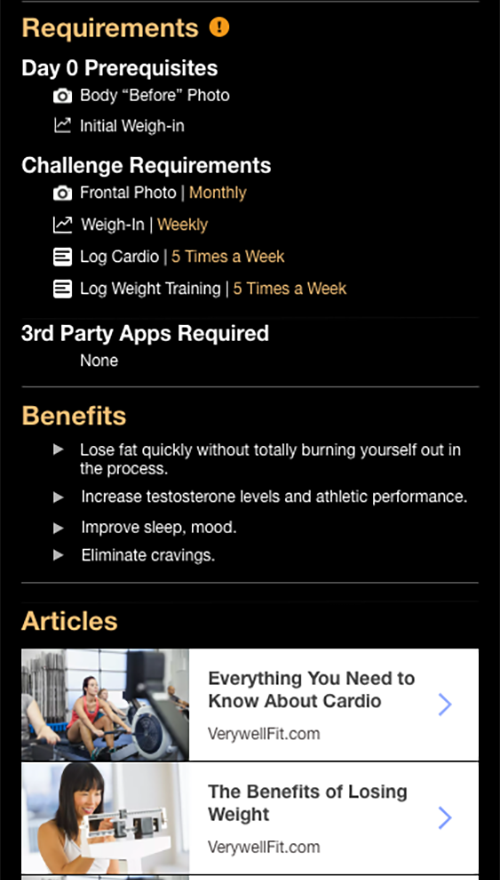 Requirements !
Day 0 Prerequisites
Body “Before” Photo
Initial Weigh-in
Challenge Requirements
Frontal Photo | Monthly
Weigh-In | Weekly
Log Cardio | 5 Times a Week
Log Weight Training | 5 Times a Week
3rd Party Apps Required
None
Benefits
Lose fat quickly without totally burning yourself out in
the process.
Increase testosterone levels and athletic performance.
Improve sleep, mood.
Eliminate cravings.
Articles
Everything You Need to
Know About Cardio
VerywellFit.com
The Benefits of Losing
Weight
VerywellFit.com